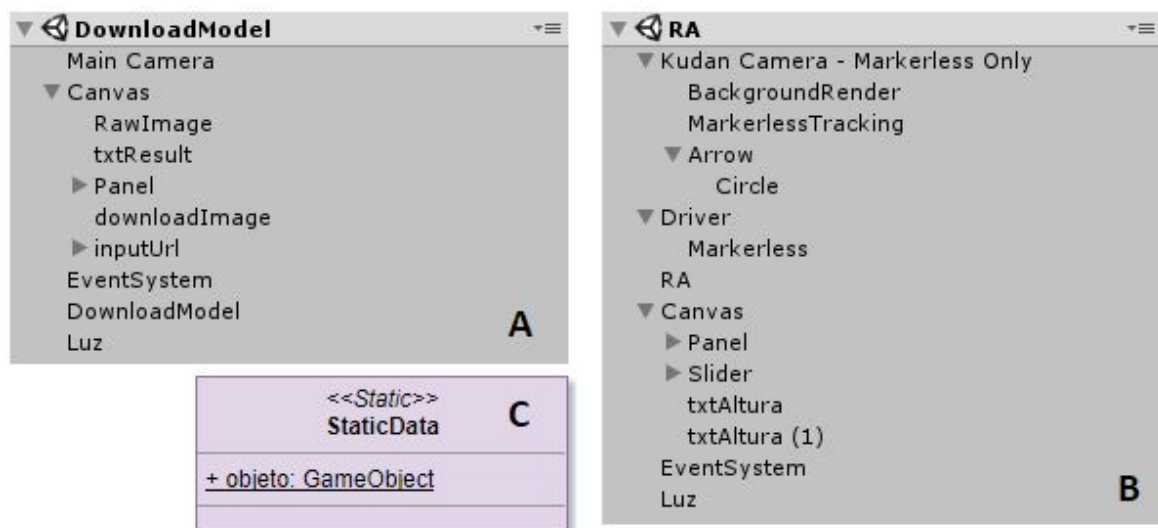 DownloadModel
Main Camera
Canvas
RawImage
txtResult
Panel
downloadImage
inputUrl
EventSystem
DownloadModel
Luz
A
<<Static>>
StaticData
C
+ objeto: GameObject
RA
Kudan Camera - Markerless Only
BackgroundRender
MarkerlessTracking
Arrow
Circle
Driver
Markerless
RA
Canvas
Panel
Slider
txtAltura
txtAltura (1)
EventSystem
Luz
B